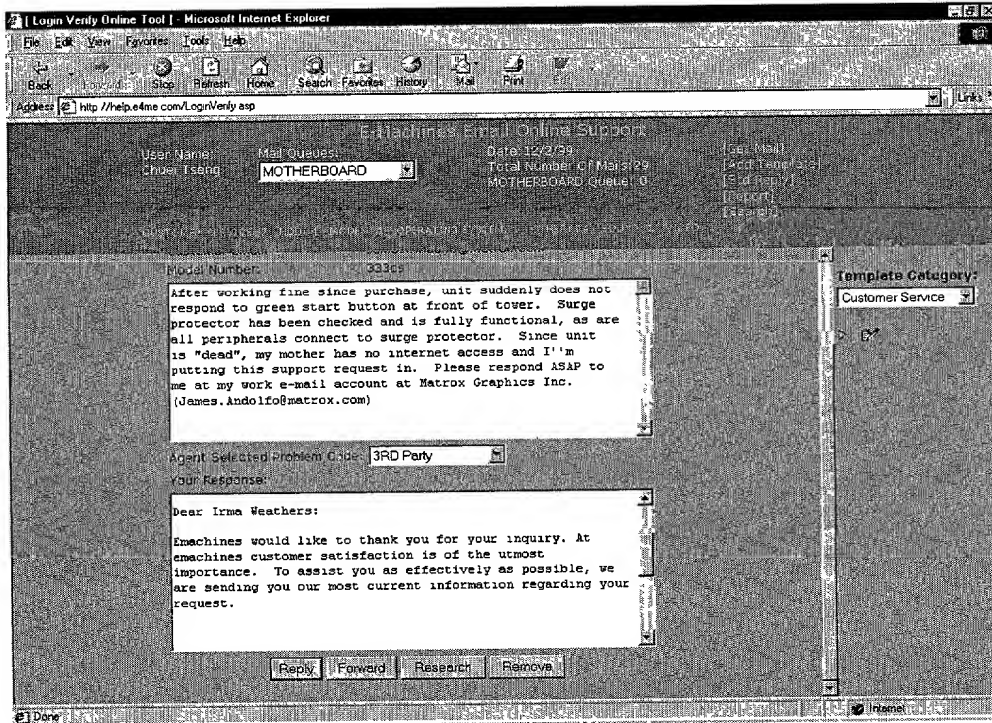 [ Login Verify Online Tool ] - Microsoft Internet Explorer
File Edit View Favorites Tools Help
Back Forward Stop Refresh Home Search Favorites History Mail Print
Address http //help.e4me com/LoginVerify asp Links
E-Machines Email Online Support
User Name: Mail Queues: Date: 12/2/99 [Get Mail]
Chuer Tseng MOTHERBOARD Total Number Of Mails:29 [Add Template]
MOTHERBOARD Queue: 0 [Std Reply]
[Report]
[Search]
Model Number: 333cs
Template Category:
Customer Service
After working fine since purchase, unit suddenly does not
respond to green start button at front of tower. Surge
protector has been checked and is fully functional, as are
all peripherals connect to surge protector. Since unit
is "dead", my mother has no internet access and I''m
putting this support request in. Please respond ASAP to
me at my work e-mail account at Matrox Graphics Inc.
(James.Andolfo@matrox.com)
Agent Selected Problem Code: 3RD Party
Your Response:
Dear Irma Weathers:
Emachines would like to thank you for your inquiry. At
emachines customer satisfaction is of the utmost
importance. To assist you as effectively as possible, we
are sending you our most current information regarding your
request.
Reply Forward Research Remove
Done Internet